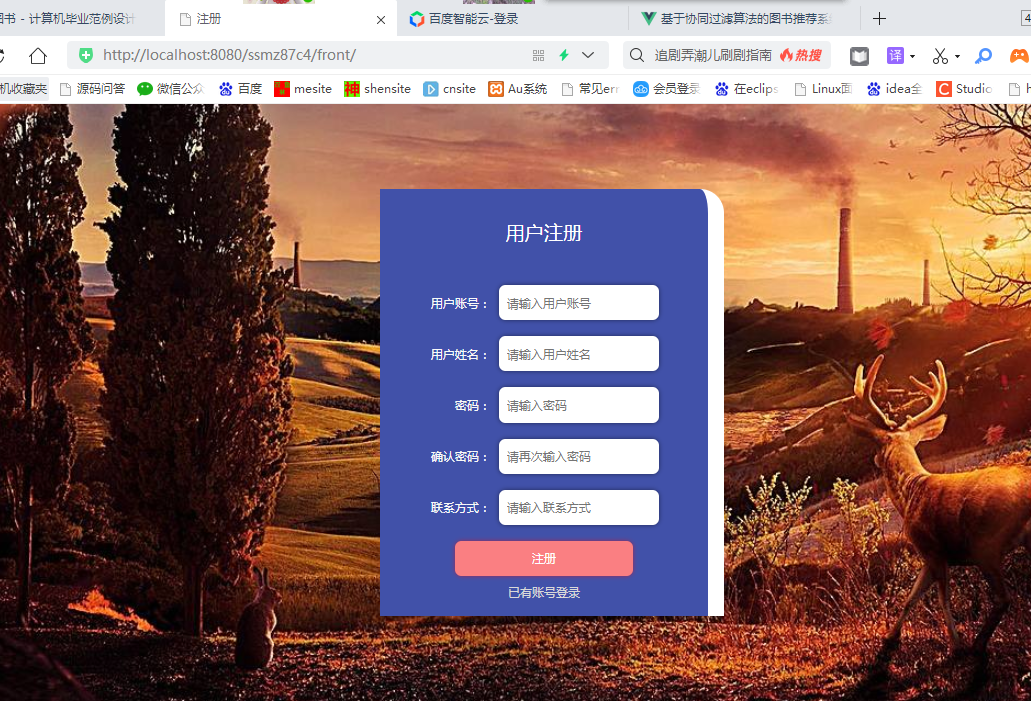 图书 - 计算机毕业范例设计
注册
百度智能云-登录
基于协同过滤算法的图书推荐系
http://localhost:8080/ssmz87c4/front/
追剧弄潮儿刷剧指南
热搜
译
机收藏夹
源码问答
微信公众
百度
mesite
神 shensite
cnsite
Au系统
常见err
会员登录
在eclips
Linux面
idea全
C Studio
用户注册
用户账号：
请输入用户账号
用户姓名：
请输入用户姓名
密码：
请输入密码
确认密码：
请再次输入密码
联系方式：
请输入联系方式
注册
已有账号登录